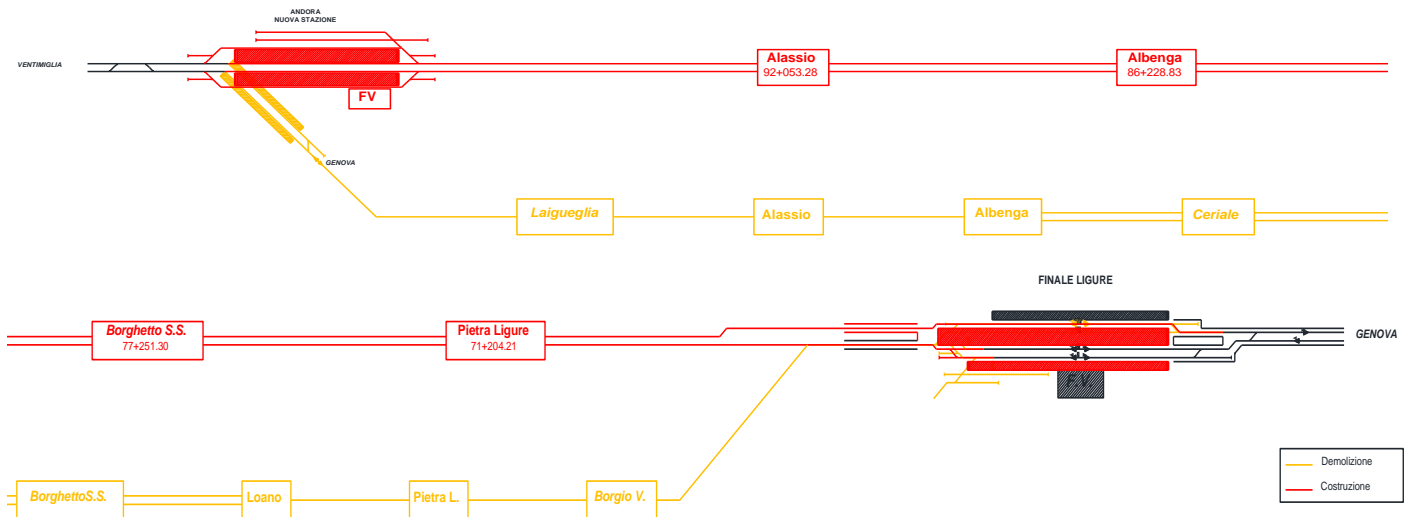 ANDORA
NUOVA STAZIONE
VENTIMIGLIA
Alassio
92+053.28
Albenga
86+228.83
FV
GENOVA
Laigueglia
Alassio
Albenga
Ceriale
FINALE LIGURE
Borghetto S.S.
77+251.30
Pietra Ligure
71+204.21
GENOVA
F.V.
BorghettoS.S.
Loano
Pietra L.
Borgio V.
Demolizione
Costruzione